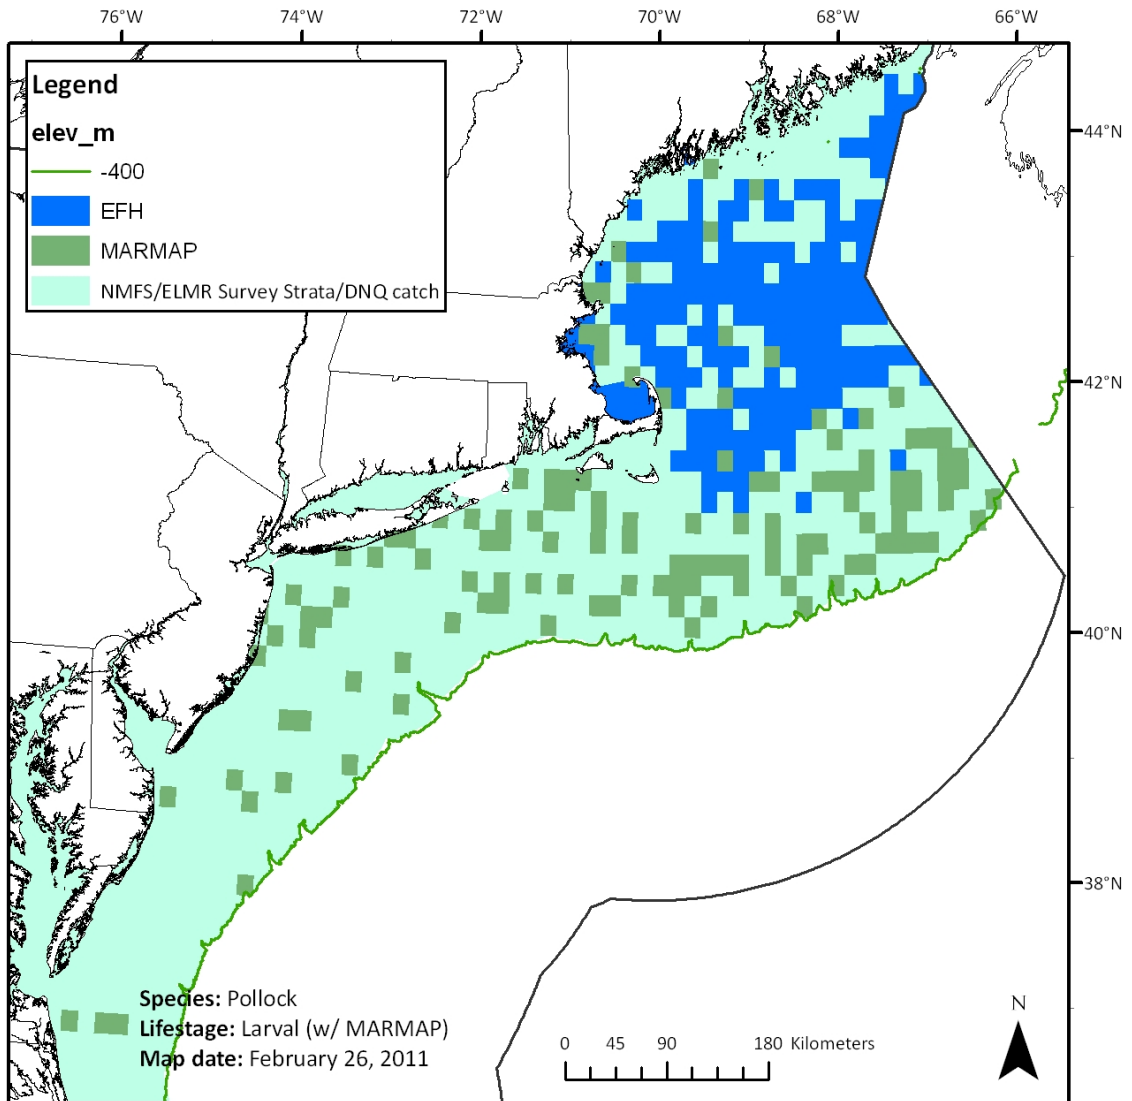 76°W 74°W 72°W 70°W 68°W 66°W
Legend
elev_m
-400
EFH
MARMAP
NMFS/ELMR Survey Strata/DNQ catch
44°N
42°N
40°N
38°N
Species: Pollock
Lifestage: Larval (w/ MARMAP)
Map date: February 26, 2011
0 45 90 180 Kilometers
N